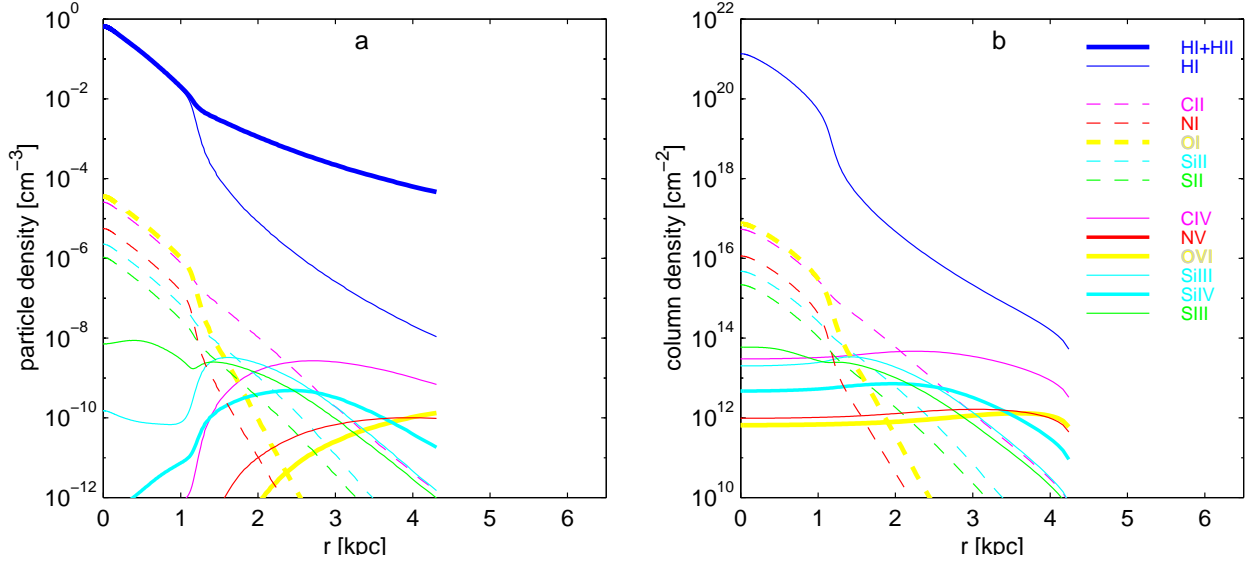 a
particle density [cm−3]
10^0
10^−2
10^−4
10^−6
10^−8
10^−10
10^−12
0 1 2 3 4 5 6
r [kpc]
b
column density [cm−2]
10^22
10^20
10^18
10^16
10^14
10^12
10^10
0 1 2 3 4 5 6
r [kpc]
HI+HII
HI
CII
NI
OI
SiII
SII
CIV
NV
OVI
SiIII
SiIV
SIII